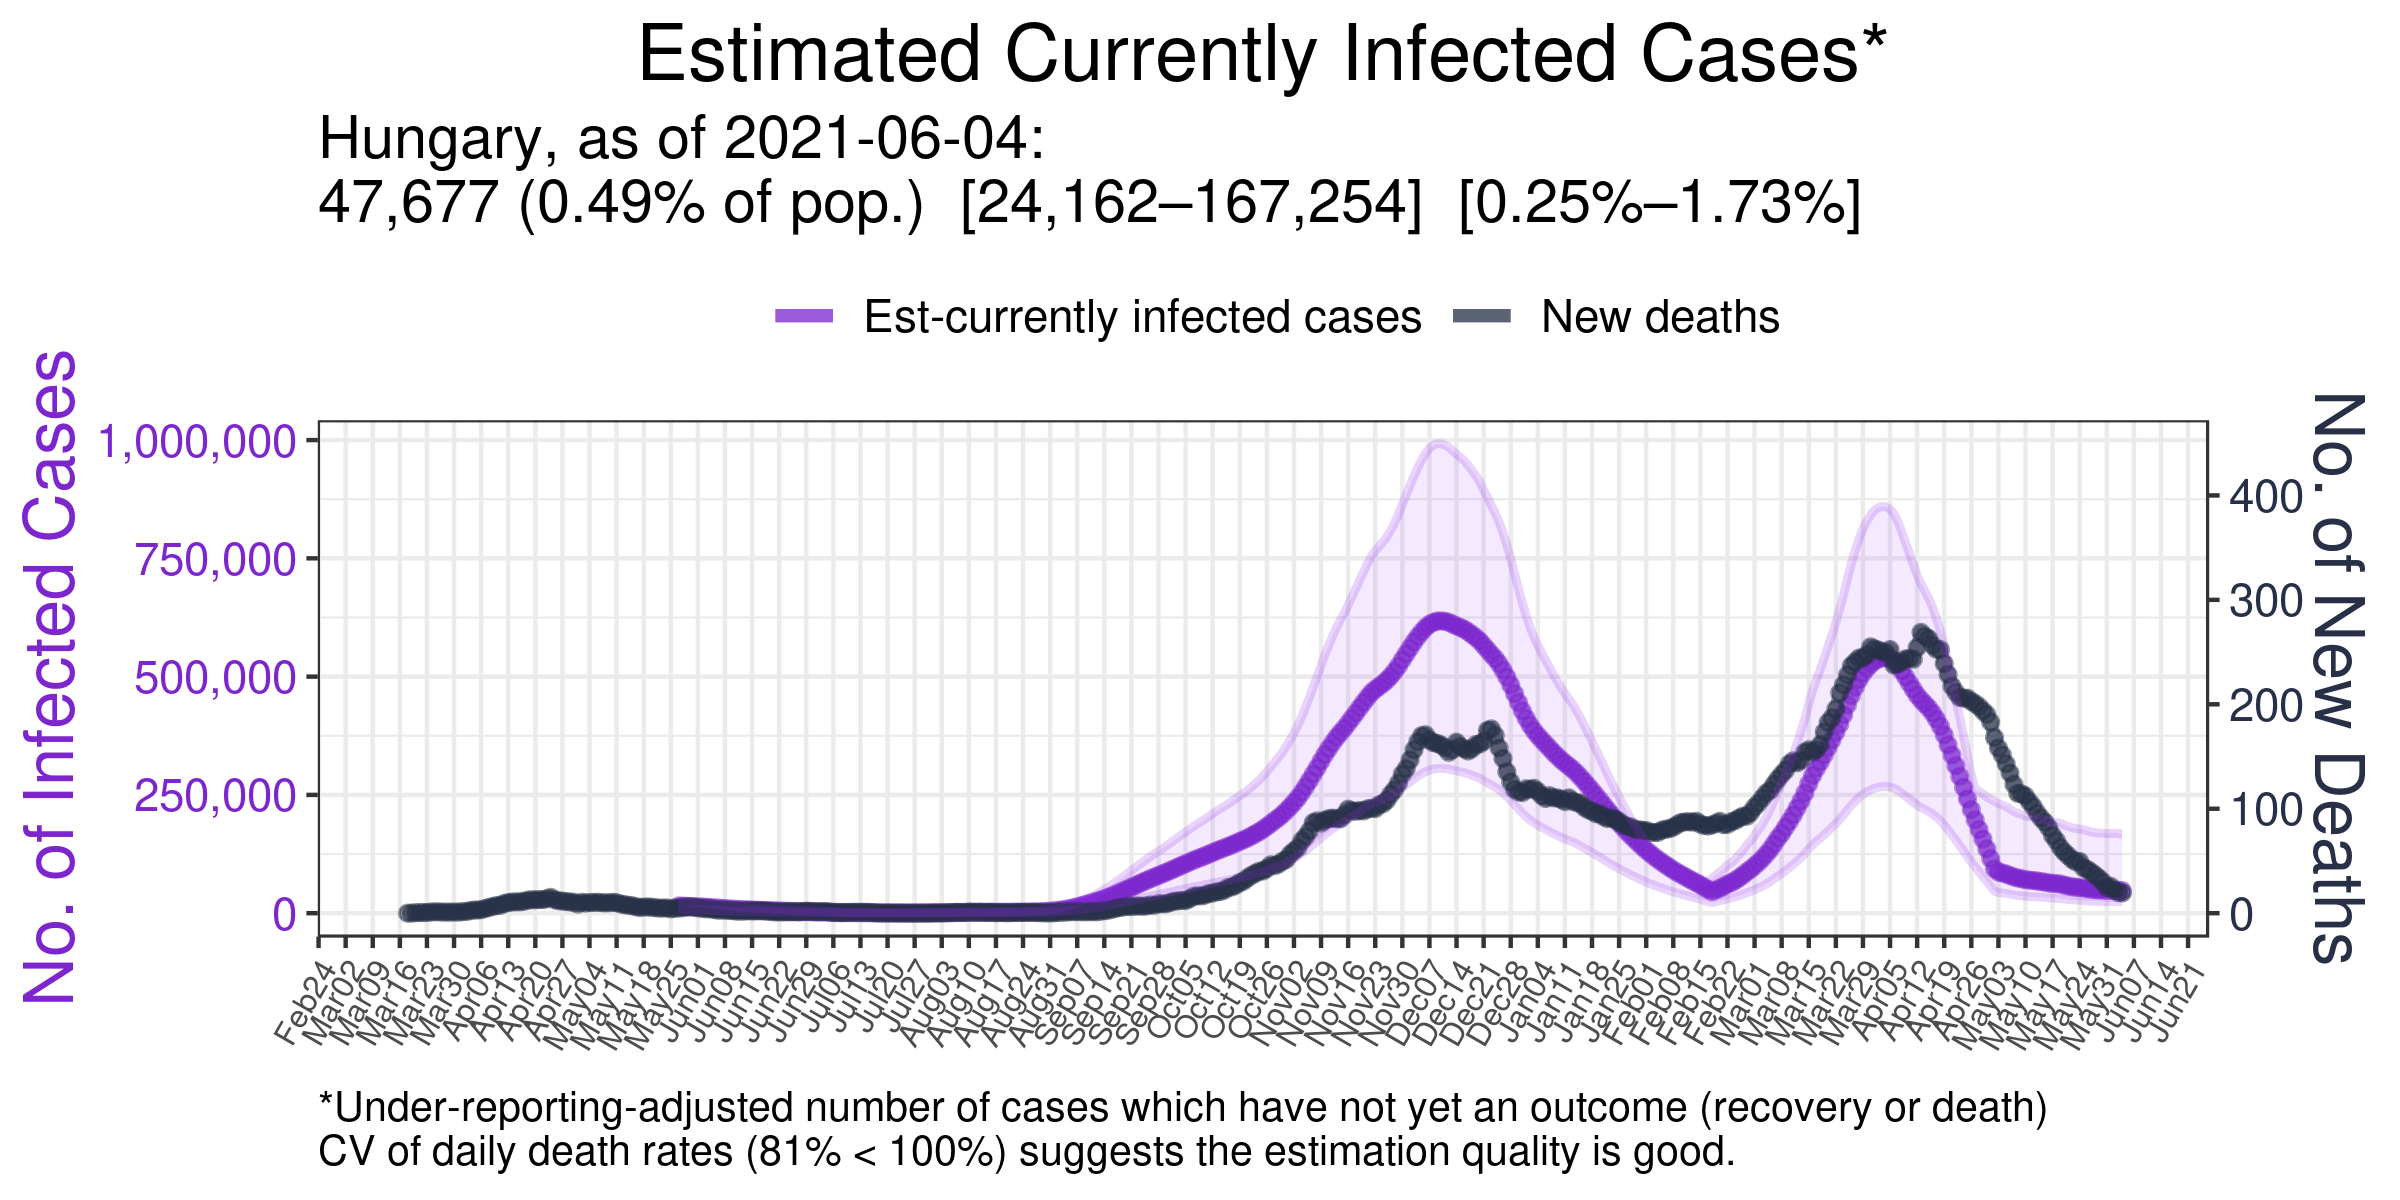 Estimated Currently Infected Cases*
Hungary, as of 2021-06-04:
47,677 (0.49% of pop.) [24,162–167,254] [0.25%–1.73%]
Est-currently infected cases
New deaths
No. of Infected Cases
1,000,000
750,000
500,000
250,000
0
No. of New Deaths
400
300
200
100
0
Feb24
Mar02
Mar09
Mar16
Mar23
Mar30
Apr06
Apr13
Apr20
Apr27
May04
May11
May18
May25
Jun01
Jun08
Jun15
Jun22
Jun29
Jul06
Jul13
Jul20
Jul27
Aug03
Aug10
Aug17
Aug24
Aug31
Sep07
Sep14
Sep21
Sep28
Oct05
Oct12
Oct19
Oct26
Nov02
Nov09
Nov16
Nov23
Nov30
Dec07
Dec14
Dec21
Dec28
Jan04
Jan11
Jan18
Jan25
Feb01
Feb08
Feb15
Feb22
Mar01
Mar08
Mar15
Mar22
Mar29
Apr05
Apr12
Apr19
Apr26
May03
May10
May17
May24
May31
Jun07
Jun14
Jun21
*Under-reporting-adjusted number of cases which have not yet an outcome (recovery or death)
CV of daily death rates (81% < 100%) suggests the estimation quality is good.